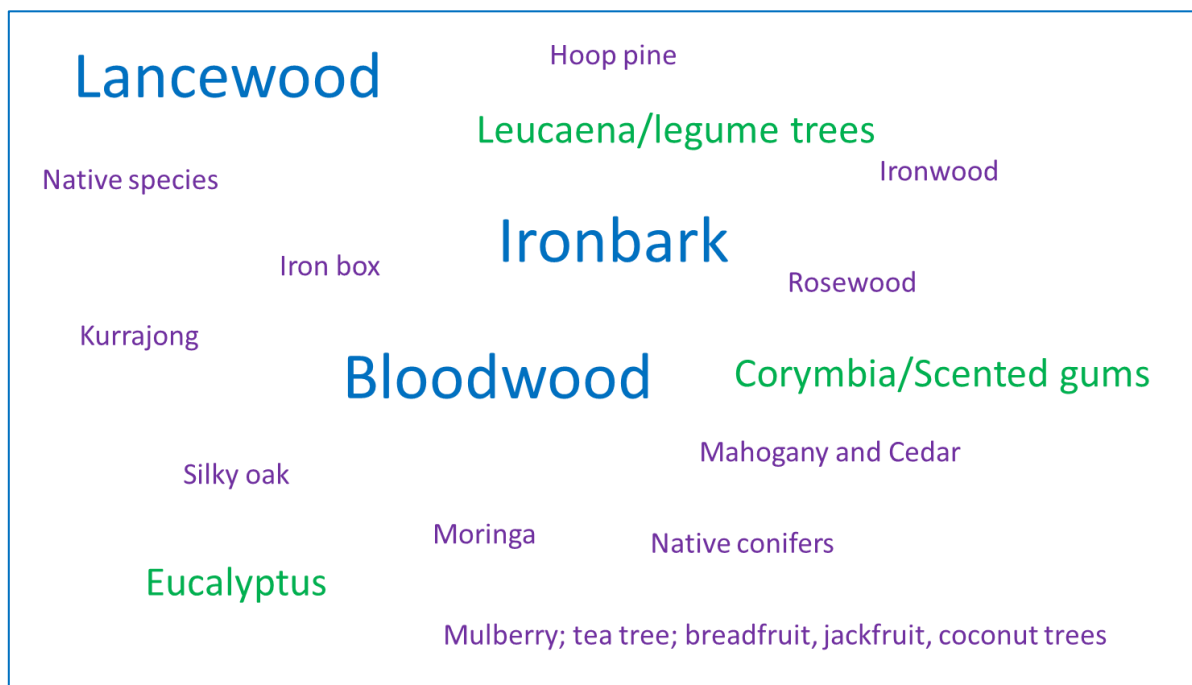 Lancewood
Hoop pine
Leucaena/legume trees
Native species
Ironwood
Ironbark
Iron box
Rosewood
Kurrajong
Bloodwood
Corymbia/Scented gums
Mahogany and Cedar
Silky oak
Moringa
Native conifers
Eucalyptus
Mulberry; tea tree; breadfruit, jackfruit, coconut trees